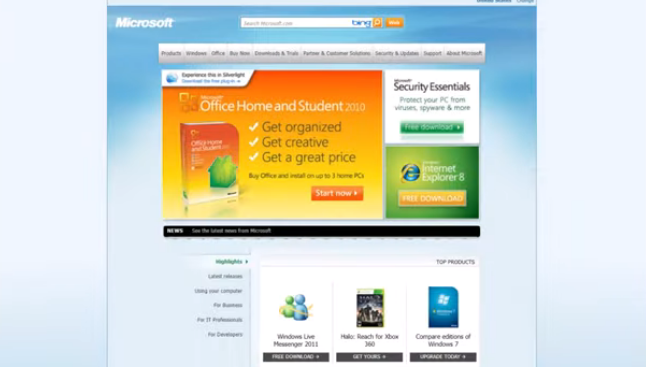 United States Change
Microsoft
Search Microsoft.com bing Web
Products Windows Office Buy Now Downloads & Trials Partner & Customer Solutions Security & Updates Support About Microsoft
Experience this in Silverlight
Download the free plug-in
Microsoft
Office Home and Student 2010
Get organized
Get creative
Get a great price
Office
Home and Student 2010
Buy Office and install on up to 3 home PCs
Start now
Microsoft
Security Essentials
Protect your PC from
viruses, spyware & more
Free download
Internet
Explorer 8
FREE DOWNLOAD
NEWS See the latest news from Microsoft
Highlights
Latest releases
Using your computer
For Business
For IT Professionals
For Developers
TOP PRODUCTS
Windows Live
Messenger 2011
FREE DOWNLOAD
Halo: Reach for Xbox
360
GET YOURS
Compare editions of
Windows 7
UPGRADE TODAY